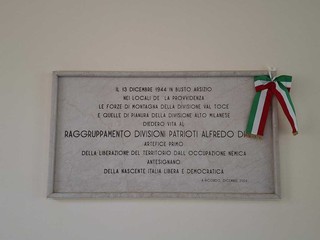 IL 13 DICEMBRE 1944 IN BUSTO ARSIZIO
NEI LOCALI DE "LA PROVVIDENZA"
LE FORZE DI MONTAGNA DELLA DIVISIONE VAL TOCE
E QUELLE DI PIANURA DELLA DIVISIONE ALTO MILANESE
DIEDERO VITA AL
RAGGRUPPAMENTO DIVISIONI PATRIOTI ALFREDO DI
ARTEFICE PRIMO
DELLA LIBERAZIONE DEL TERRITORIO DALL'OCCUPAZIONE NEMICA
ANTESIGNANO
DELLA NASCENTE ITALIA LIBERA E DEMOCRATICA